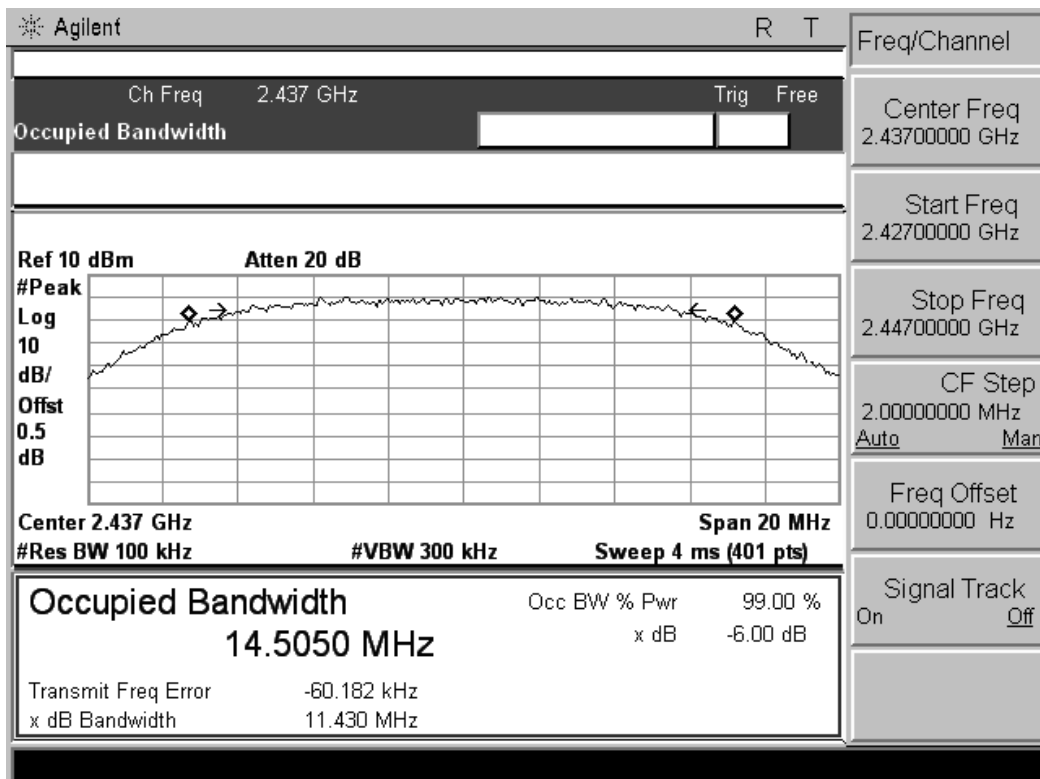 Agilent R T
Ch Freq 2.437 GHz Trig Free
Occupied Bandwidth
Ref 10 dBm Atten 20 dB
#Peak
Log
10
dB/
Offst
0.5
dB
Center 2.437 GHz Span 20 MHz
#Res BW 100 kHz #VBW 300 kHz Sweep 4 ms (401 pts)
Occupied Bandwidth
14.5050 MHz
Occ BW % Pwr 99.00 %
x dB -6.00 dB
Transmit Freq Error -60.182 kHz
x dB Bandwidth 11.430 MHz
Freq/Channel
Center Freq
2.43700000 GHz
Start Freq
2.42700000 GHz
Stop Freq
2.44700000 GHz
CF Step
2.00000000 MHz
Auto Man
Freq Offset
0.00000000 Hz
Signal Track
On Off